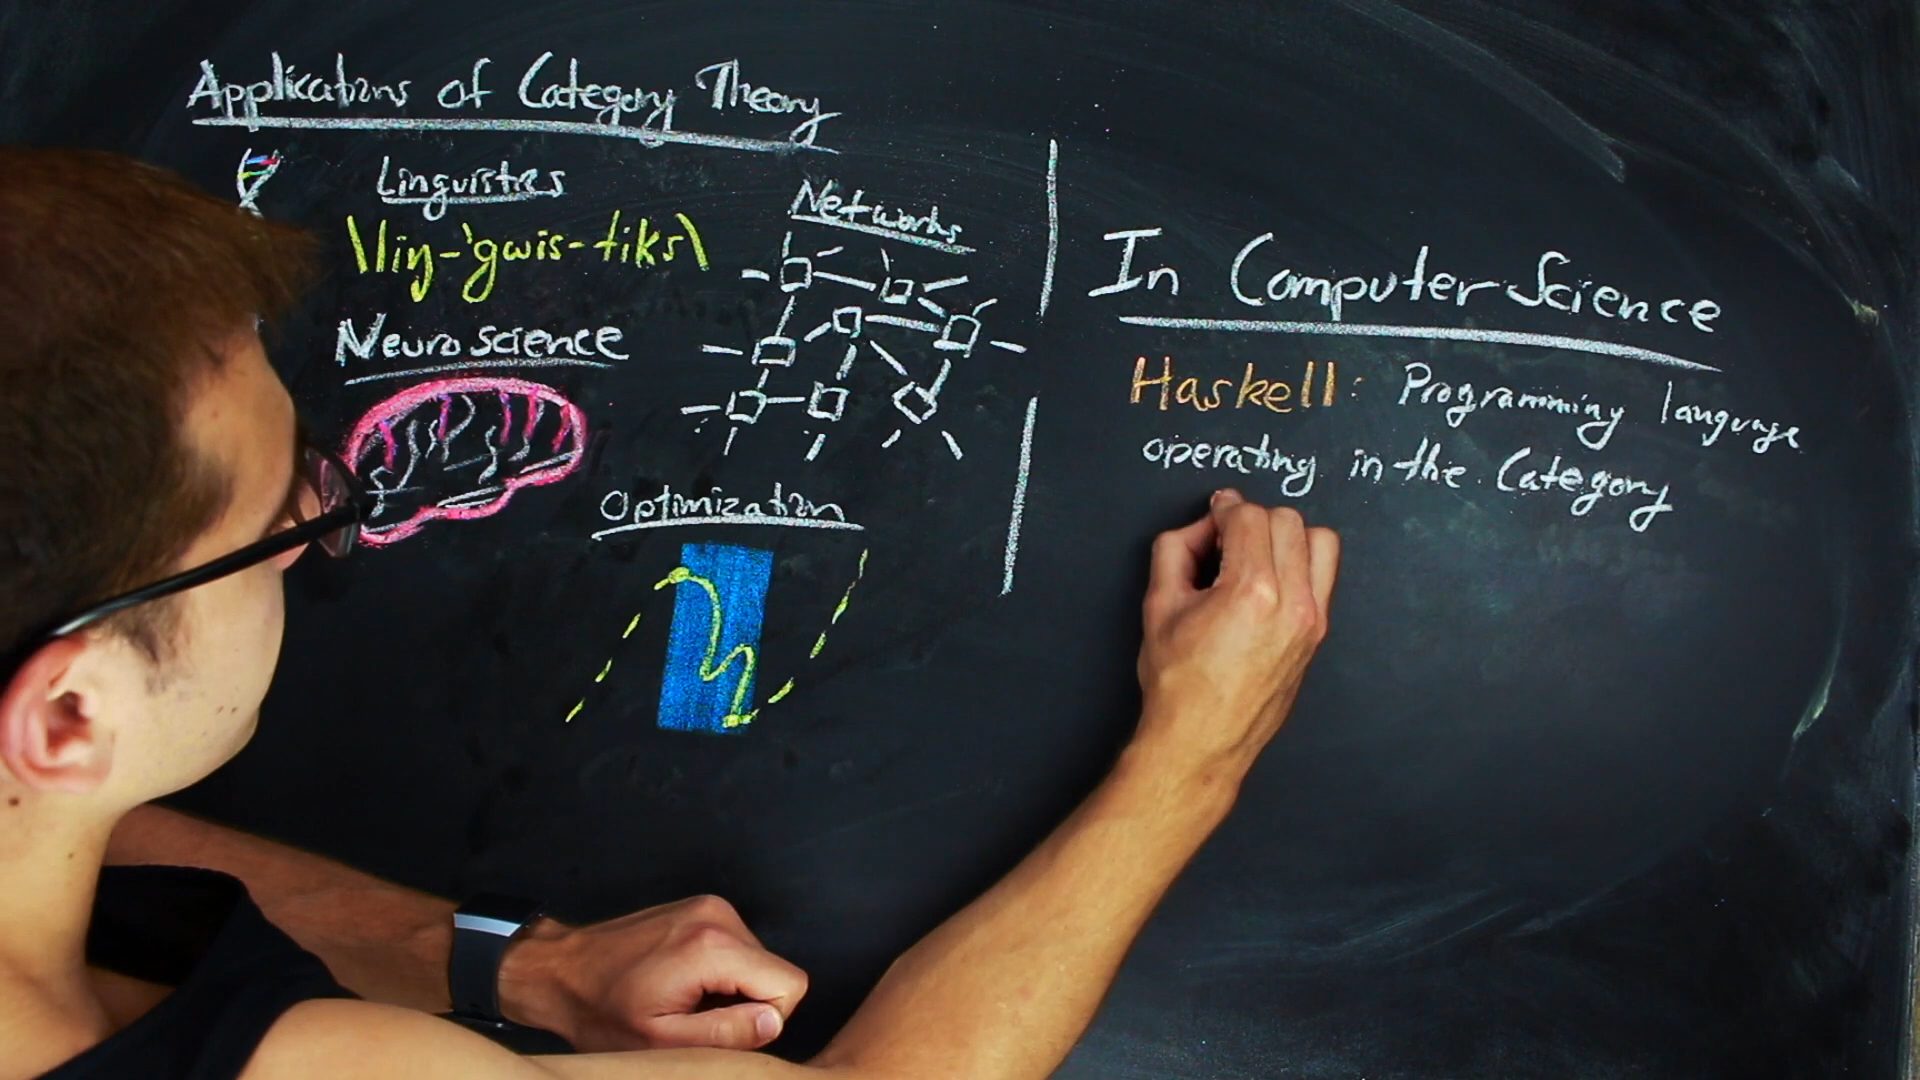 Applications of Category Theory
Linguistics
\liŋ-'gwis-tiks\
Networks
Neuroscience
Optimization
In Computer Science
Haskell: Programming language
operating in the Category